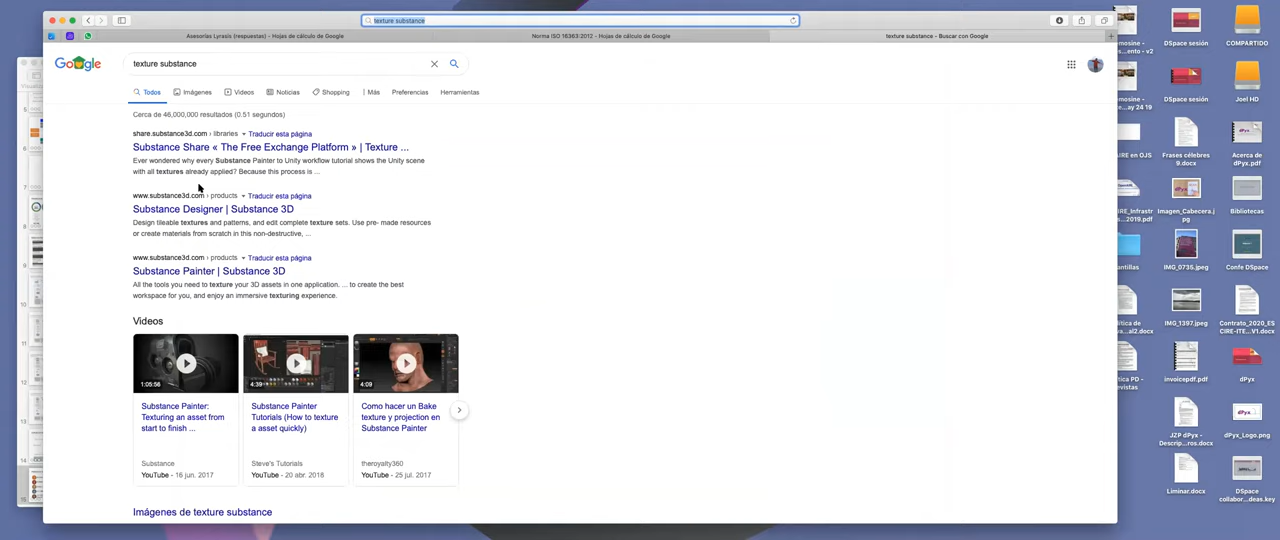 texture substance
Asesorías Lyrasis (respuestas) - Hojas de cálculo de Google
Norma ISO 16363-2012 - Hojas de cálculo de Google
texture substance - Buscar con Google
Google
texture substance
Todos
Imágenes
Videos
Noticias
Shopping
Más
Preferencias
Herramientas
Cerca de 46,000,000 resultados (0.51 segundos)
share.substance3d.com › libraries
Traducir esta página
Substance Share « The Free Exchange Platform » | Texture ...
Ever wondered why every Substance Painter to Unity workflow tutorial shows the Unity scene
with all textures already applied? Because this process is ...
www.substance3d.com › products
Traducir esta página
Substance Designer | Substance 3D
Design tileable textures and patterns, and edit complete texture sets. Use pre- made resources
or create materials from scratch in this non-destructive, ...
www.substance3d.com › products
Traducir esta página
Substance Painter | Substance 3D
All the tools you need to texture your 3D assets in one application. ... to create the best
workspace for you, and enjoy an immersive texturing experience.
Videos
1:05:56
4:39
4:09
Substance Painter:
Texturing an asset from
start to finish ...
Substance Painter
Tutorials (How to texture
a asset quickly)
Como hacer un Bake
texture y projection en
Substance Painter
Substance
YouTube - 16 jun. 2017
Steve's Tutorials
YouTube - 20 abr. 2018
theroyalty360
YouTube - 25 jul. 2017
Imágenes de texture substance
DSpace sesión
COMPARTIDO
DSpace sesión
Joel HD
AIRE en OJS
Frases célebres
9.docx
Acerca de
dPyx.pdf
Imagen_Cabecera.j
pg
Bibliotecas
IMG_0735.jpeg
Confe DSpace
IMG_1397.jpeg
Contrato_2020_ES
CIRE-ITE...V1.docx
invoicepdf.pdf
dPyx
JZP dPyx -
Descrip...ros.docx
dPyx_Logo.png
Liminar.docx
DSpace
collabor...deas.key